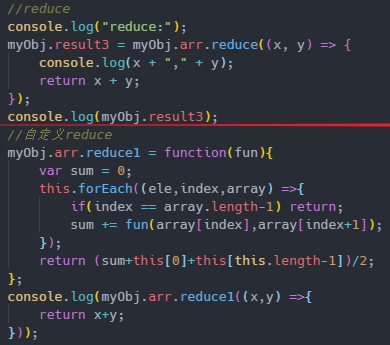 //reduce
console.log("reduce:");
myObj.result3 = myObj.arr.reduce((x, y) => {
    console.log(x + "," + y);
    return x + y;
});
console.log(myObj.result3);
//自定义reduce
myObj.arr.reduce1 = function(fun){
    var sum = 0;
    this.forEach((ele,index,array) =>{
        if(index == array.length-1) return;
        sum += fun(array[index],array[index+1]);
    });
    return (sum+this[0]+this[this.length-1])/2;
};
console.log(myObj.arr.reduce1((x,y) =>{
    return x+y;
}));